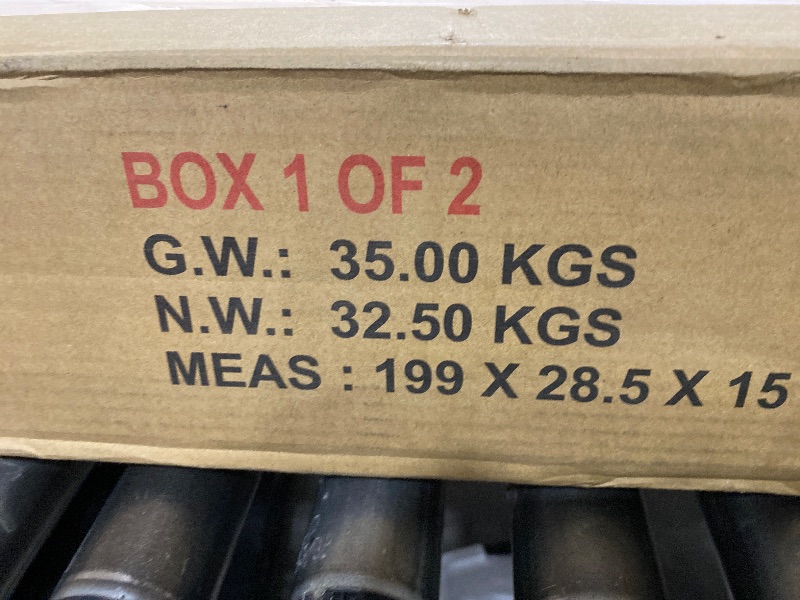 BOX 1 OF 2
G.W.: 35.00 KGS
N.W.: 32.50 KGS
MEAS : 199 X 28.5 X 15